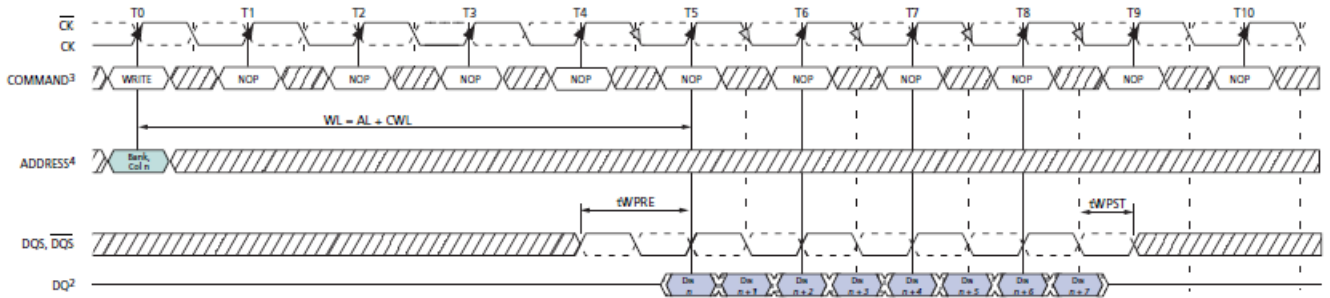 T0 T1 T2 T3 T4 T5 T6 T7 T8 T9 T10
CK
CK
COMMAND3 WRITE NOP NOP NOP NOP NOP NOP NOP NOP NOP NOP
WL = AL + CWL
ADDRESS4 Bank,
Col n
tWPRE tWPST
DQS, DQS
DQ2 DIN DIN DIN DIN DIN DIN DIN DIN
n n + 1 n + 2 n + 3 n + 4 n + 5 n + 6 n + 7